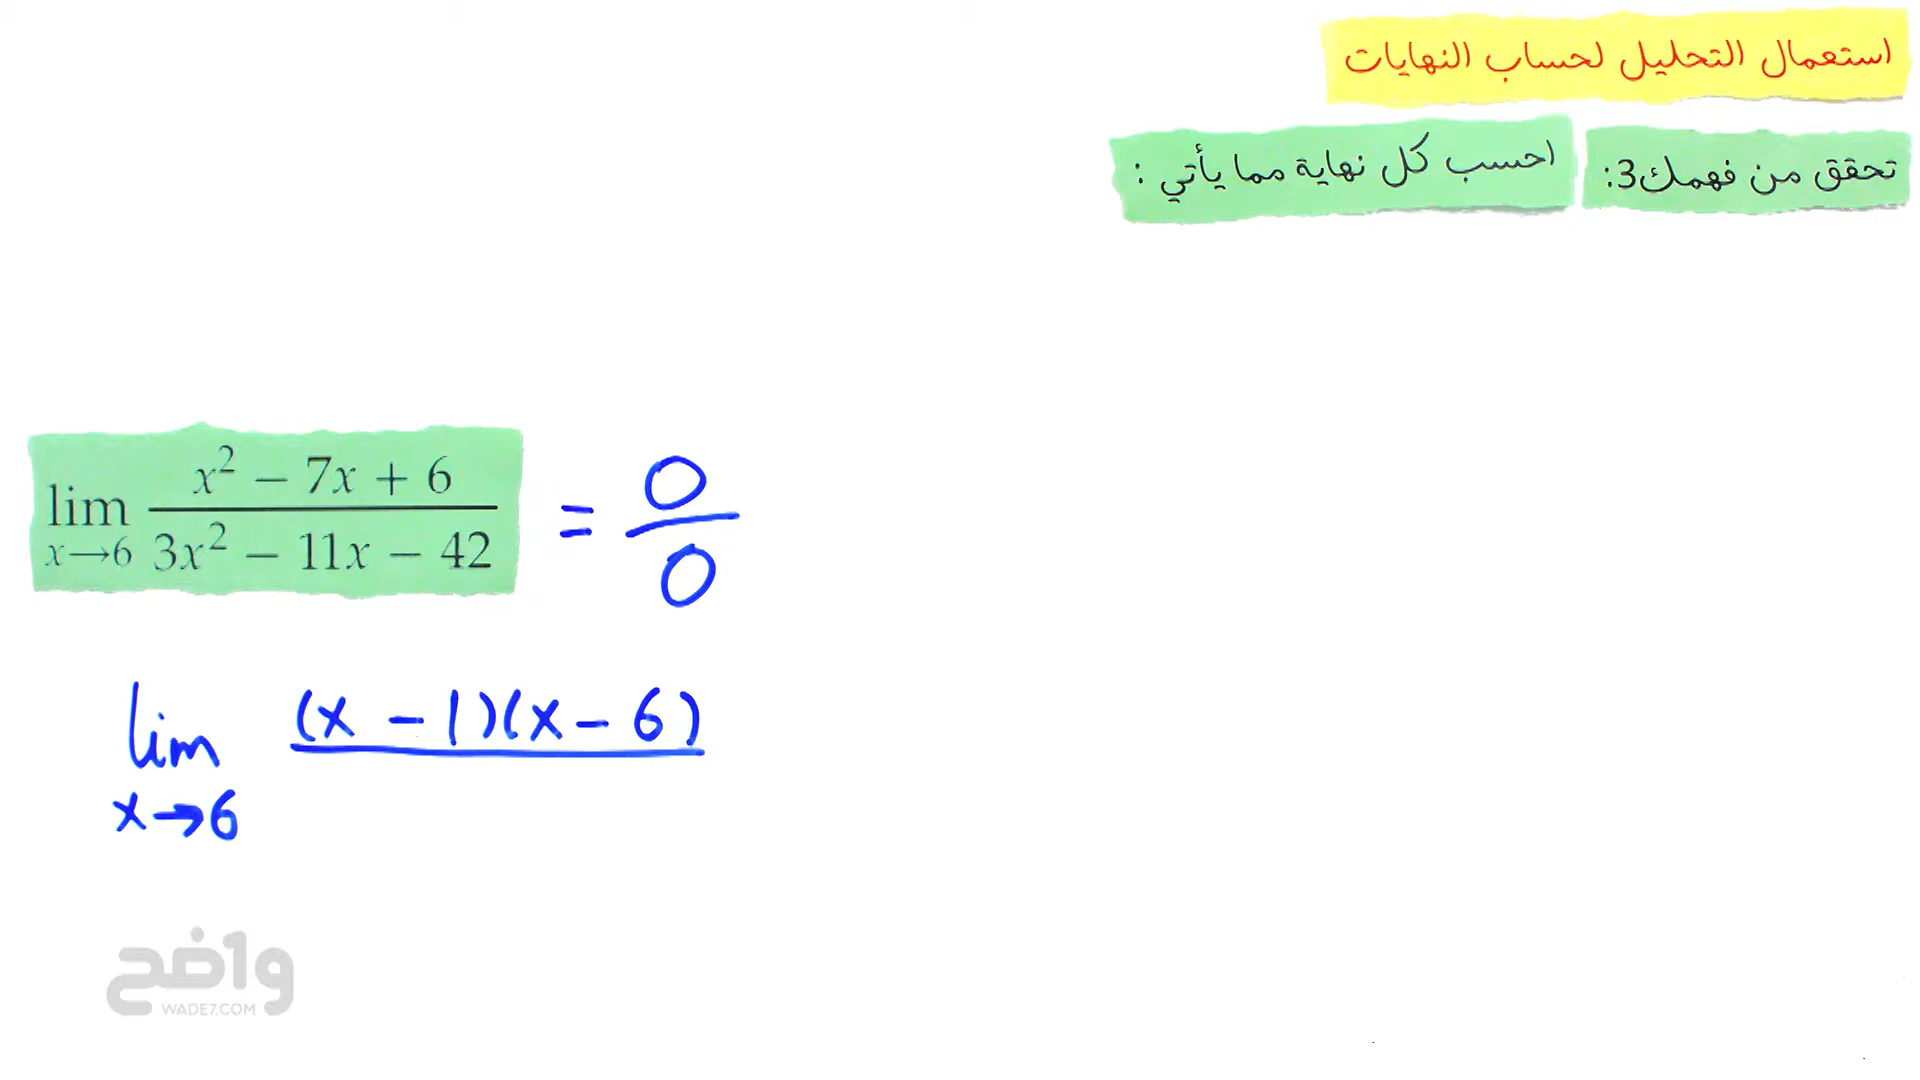 استعمال التحليل لحساب النهايات
تحقق من فهمك3: احسب كل نهاية مما يأتي :
lim x→6 (x² − 7x + 6)/(3x² − 11x − 42) = 0/0
lim x→6 (x − 1)(x − 6)
واضح
WADE7.COM